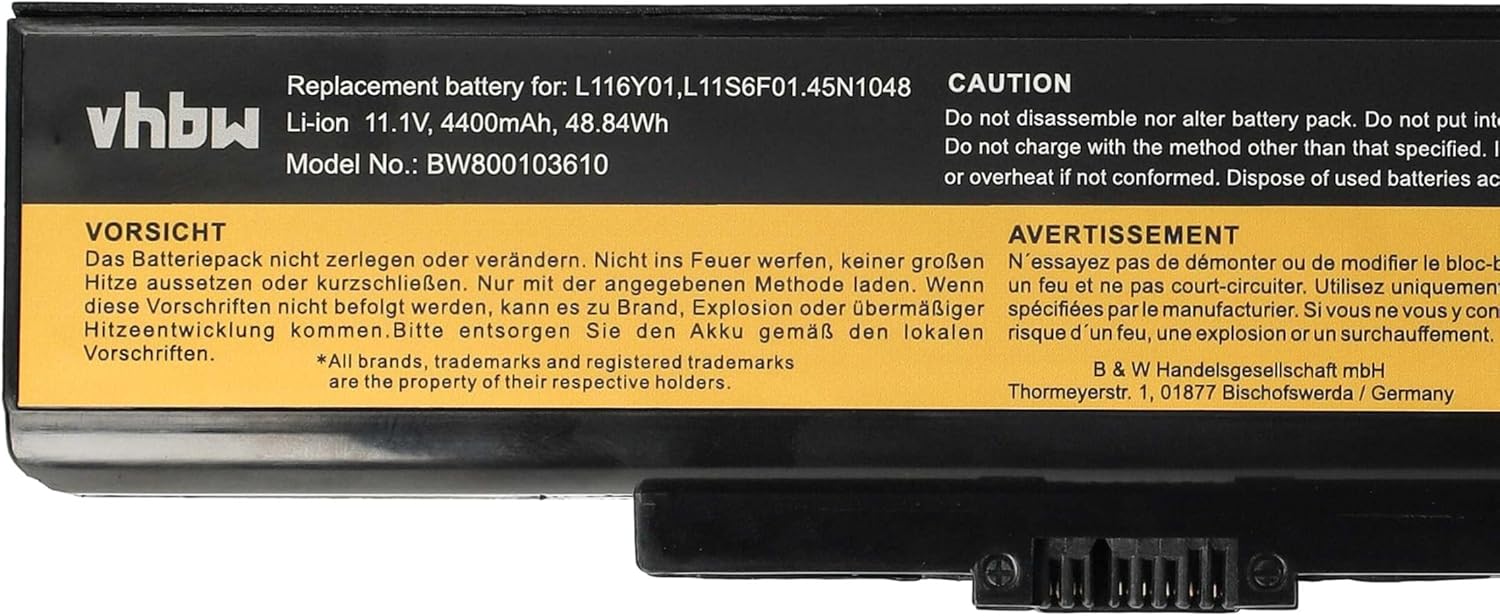 vhbw
Replacement battery for: L116Y01,L11S6F01.45N1048
Li-ion 11.1V, 4400mAh, 48.84Wh
Model No.: BW800103610
CAUTION
Do not disassemble nor alter battery pack. Do not put
Do not charge with the method other than that specified.
or overheat if not conformed. Dispose of used batteries
VORSICHT
Das Batteriepack nicht zerlegen oder verändern. Nicht ins Feuer werfen, keiner großen
Hitze aussetzen oder kurzschließen. Nur mit der angegebenen Methode laden. Wenn
diese Vorschriften nicht befolgt werden, kann es zu Brand, Explosion oder übermäßiger
Hitzeentwicklung kommen.Bitte entsorgen Sie den Akku gemäß den lokalen
Vorschriften.
*All brands, trademarks and registered trademarks
are the property of their respective holders.
AVERTISSEMENT
N´essayez pas de démonter ou de modifier le
un feu et ne pas court-circuiter. Utilisez
spécifiées par le manufacturier. Si vous ne vous y
risque d´un feu, une explosion or un surchauffement.
B & W Handelsgesellschaft mbH
Thormeyerstr. 1, 01877 Bischofswerda / Germany